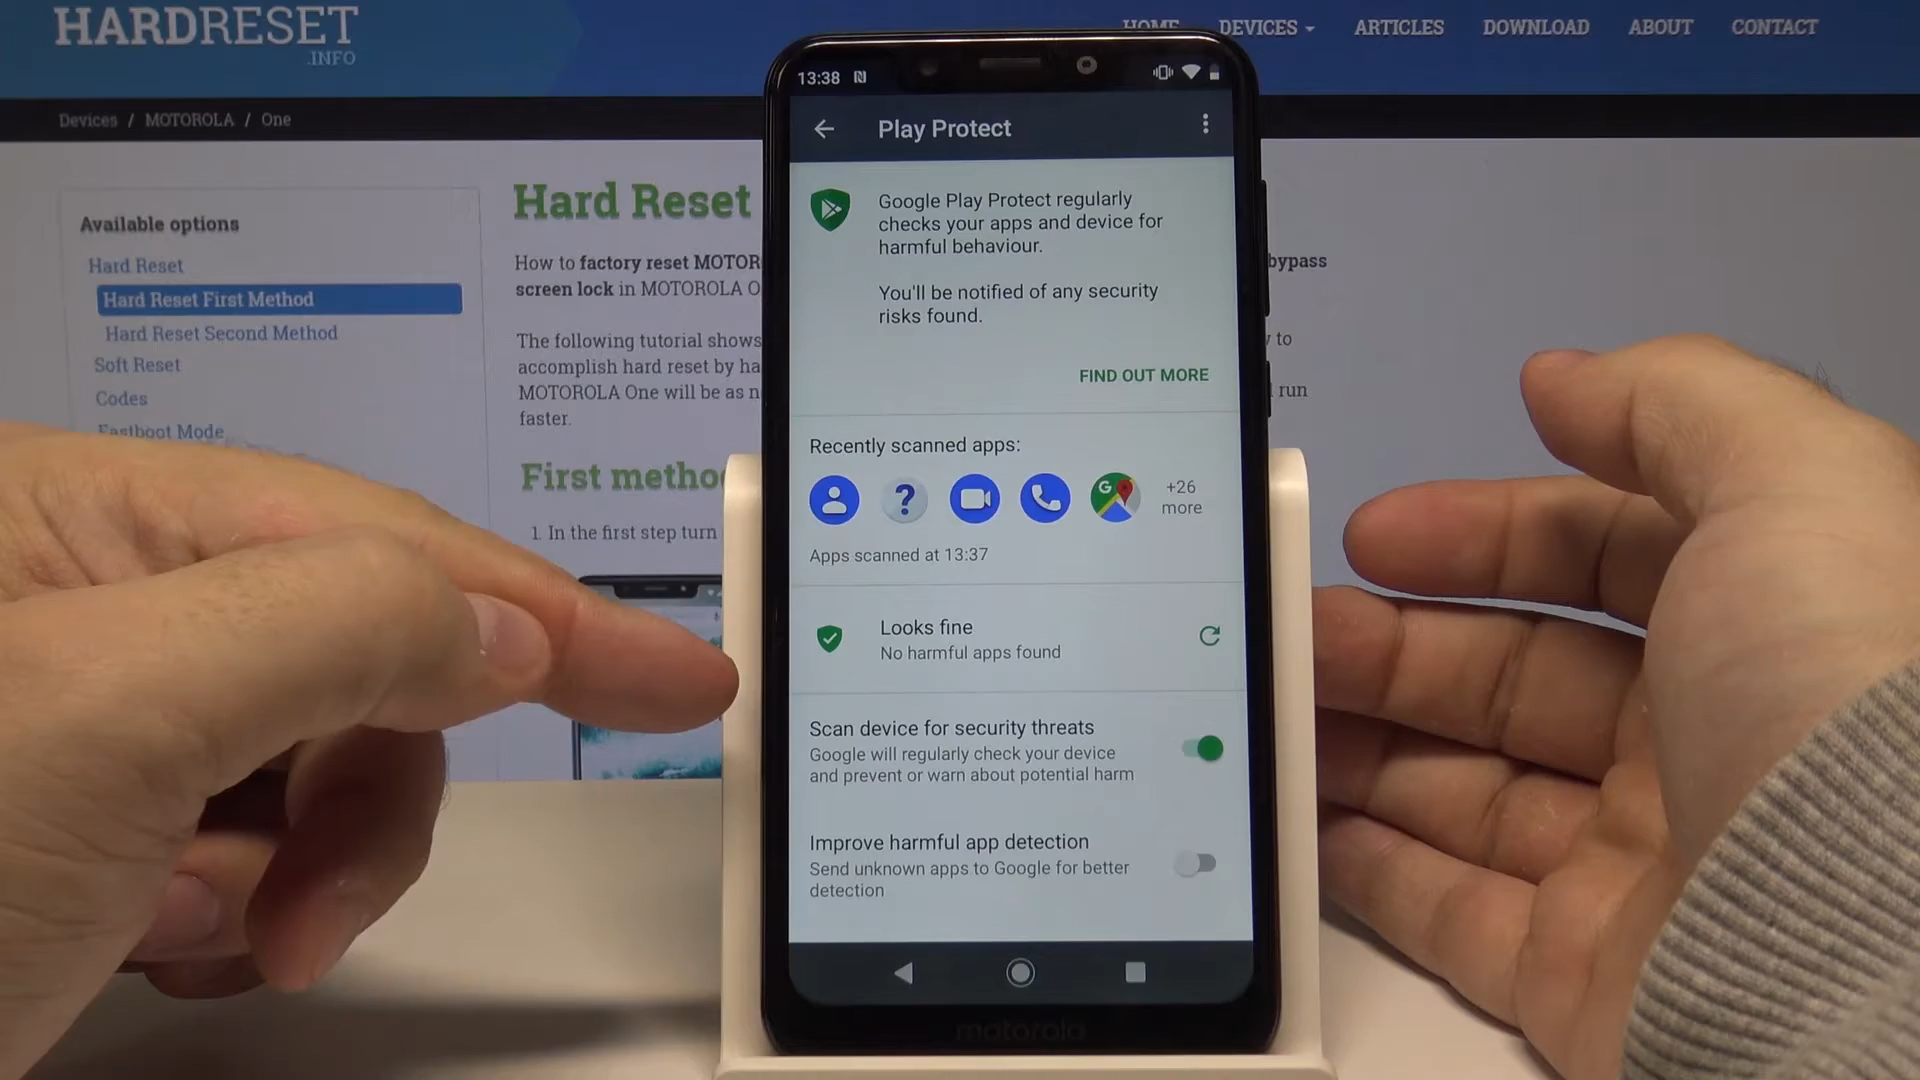 HARDRESET
.INFO
HOME
DEVICES
ARTICLES
DOWNLOAD
ABOUT
CONTACT
Devices / MOTOROLA / One
Available options
Hard Reset
Hard Reset First Method
Hard Reset Second Method
Soft Reset
Codes
Fastboot Mode
Hard Reset
How to factory reset MOTOR
screen lock in MOTOROLA O
The following tutorial shows
accomplish hard reset by ha
MOTOROLA One will be as n
faster.
First metho
1. In the first step turn
bypass
to
run
13:38
Play Protect
Google Play Protect regularly
checks your apps and device for
harmful behaviour.
You'll be notified of any security
risks found.
FIND OUT MORE
Recently scanned apps:
?
G
+26
more
Apps scanned at 13:37
Looks fine
No harmful apps found
Scan device for security threats
Google will regularly check your device
and prevent or warn about potential harm
Improve harmful app detection
Send unknown apps to Google for better
detection
motorola